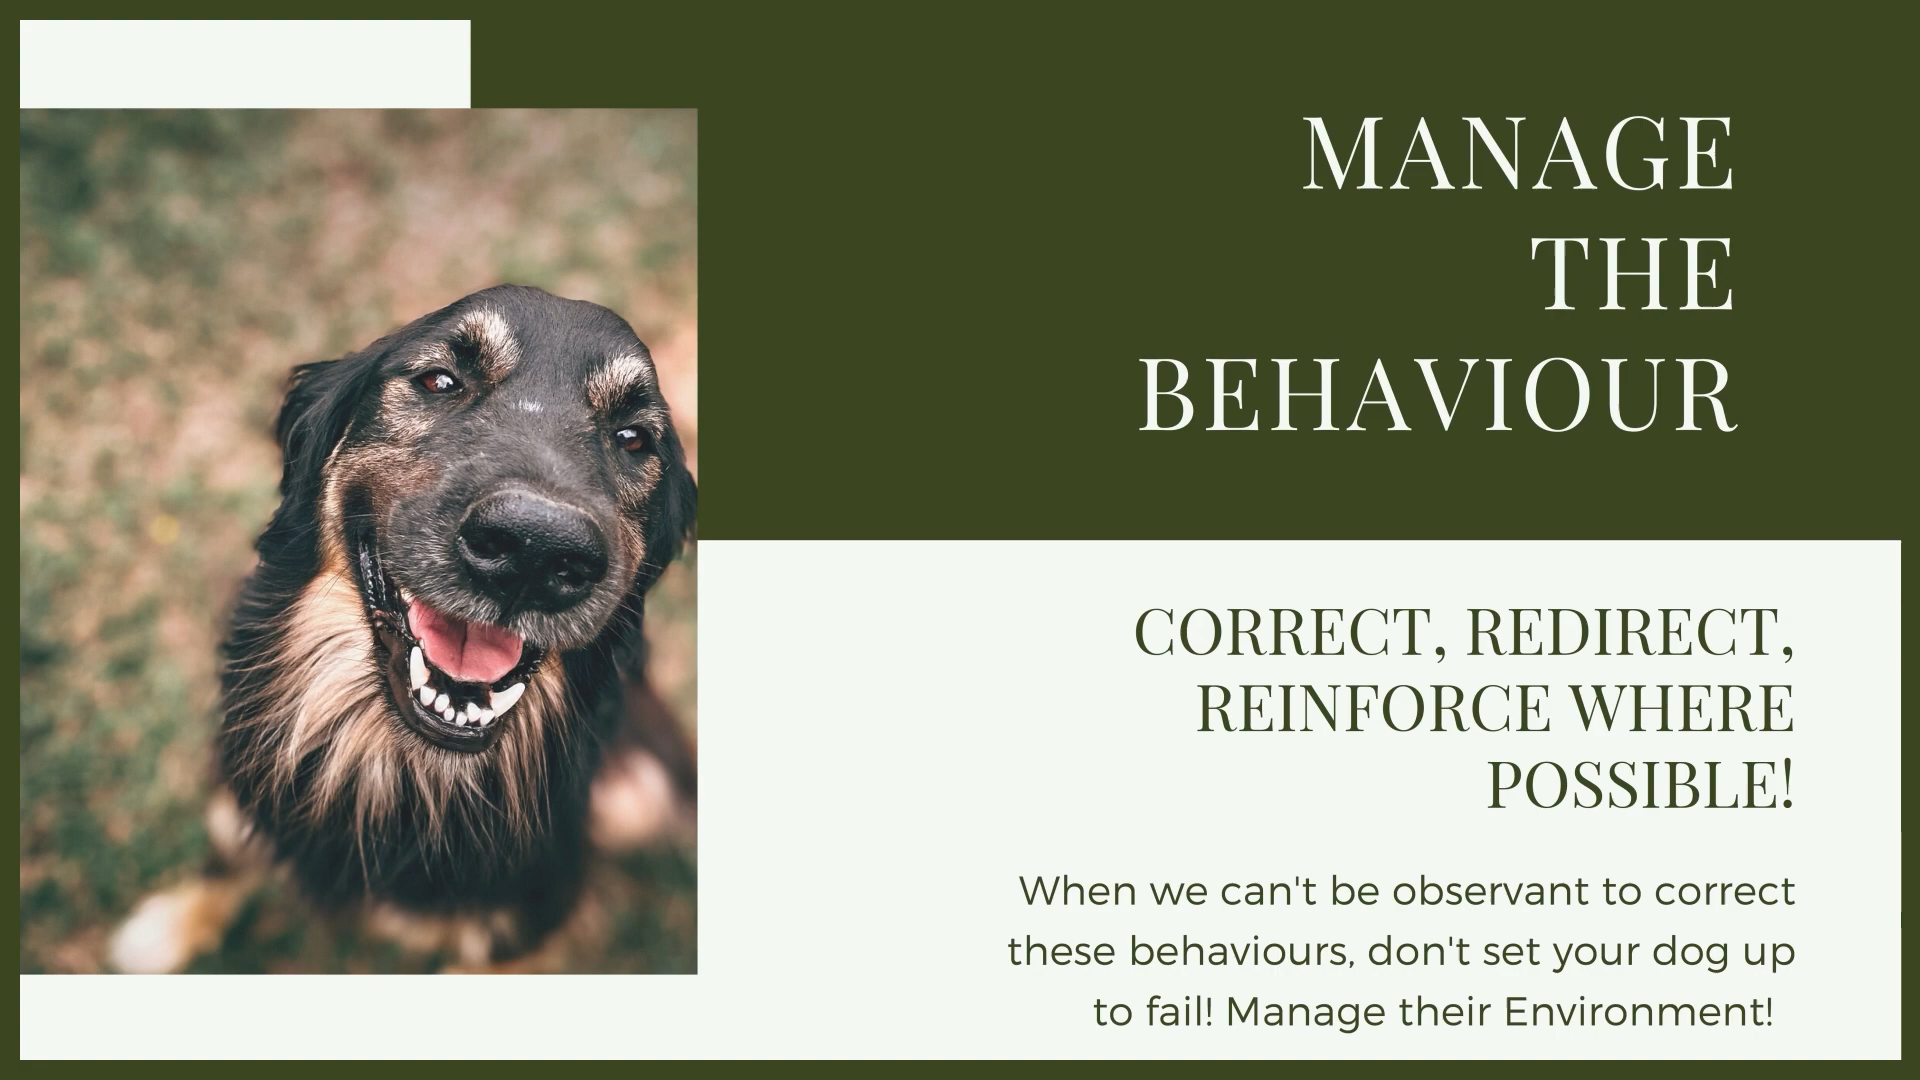 MANAGE
THE
BEHAVIOUR
CORRECT, REDIRECT,
REINFORCE WHERE
POSSIBLE!
When we can't be observant to correct
these behaviours, don't set your dog up
to fail! Manage their Environment!